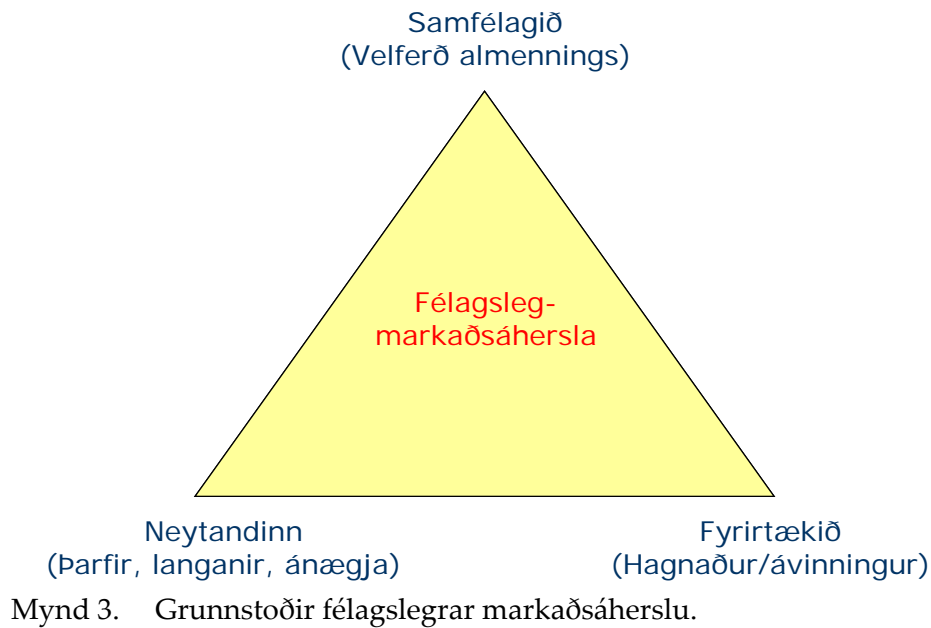 Samfélagið
(Velferð almennings)
Félagsleg-
markaðsáhersla
Neytandinn
(Þarfir, langanir, ánægja)
Fyrirtækið
(Hagnaður/ávinningur)
Mynd 3. Grunnstoðir félagslegrar markaðsáherslu.